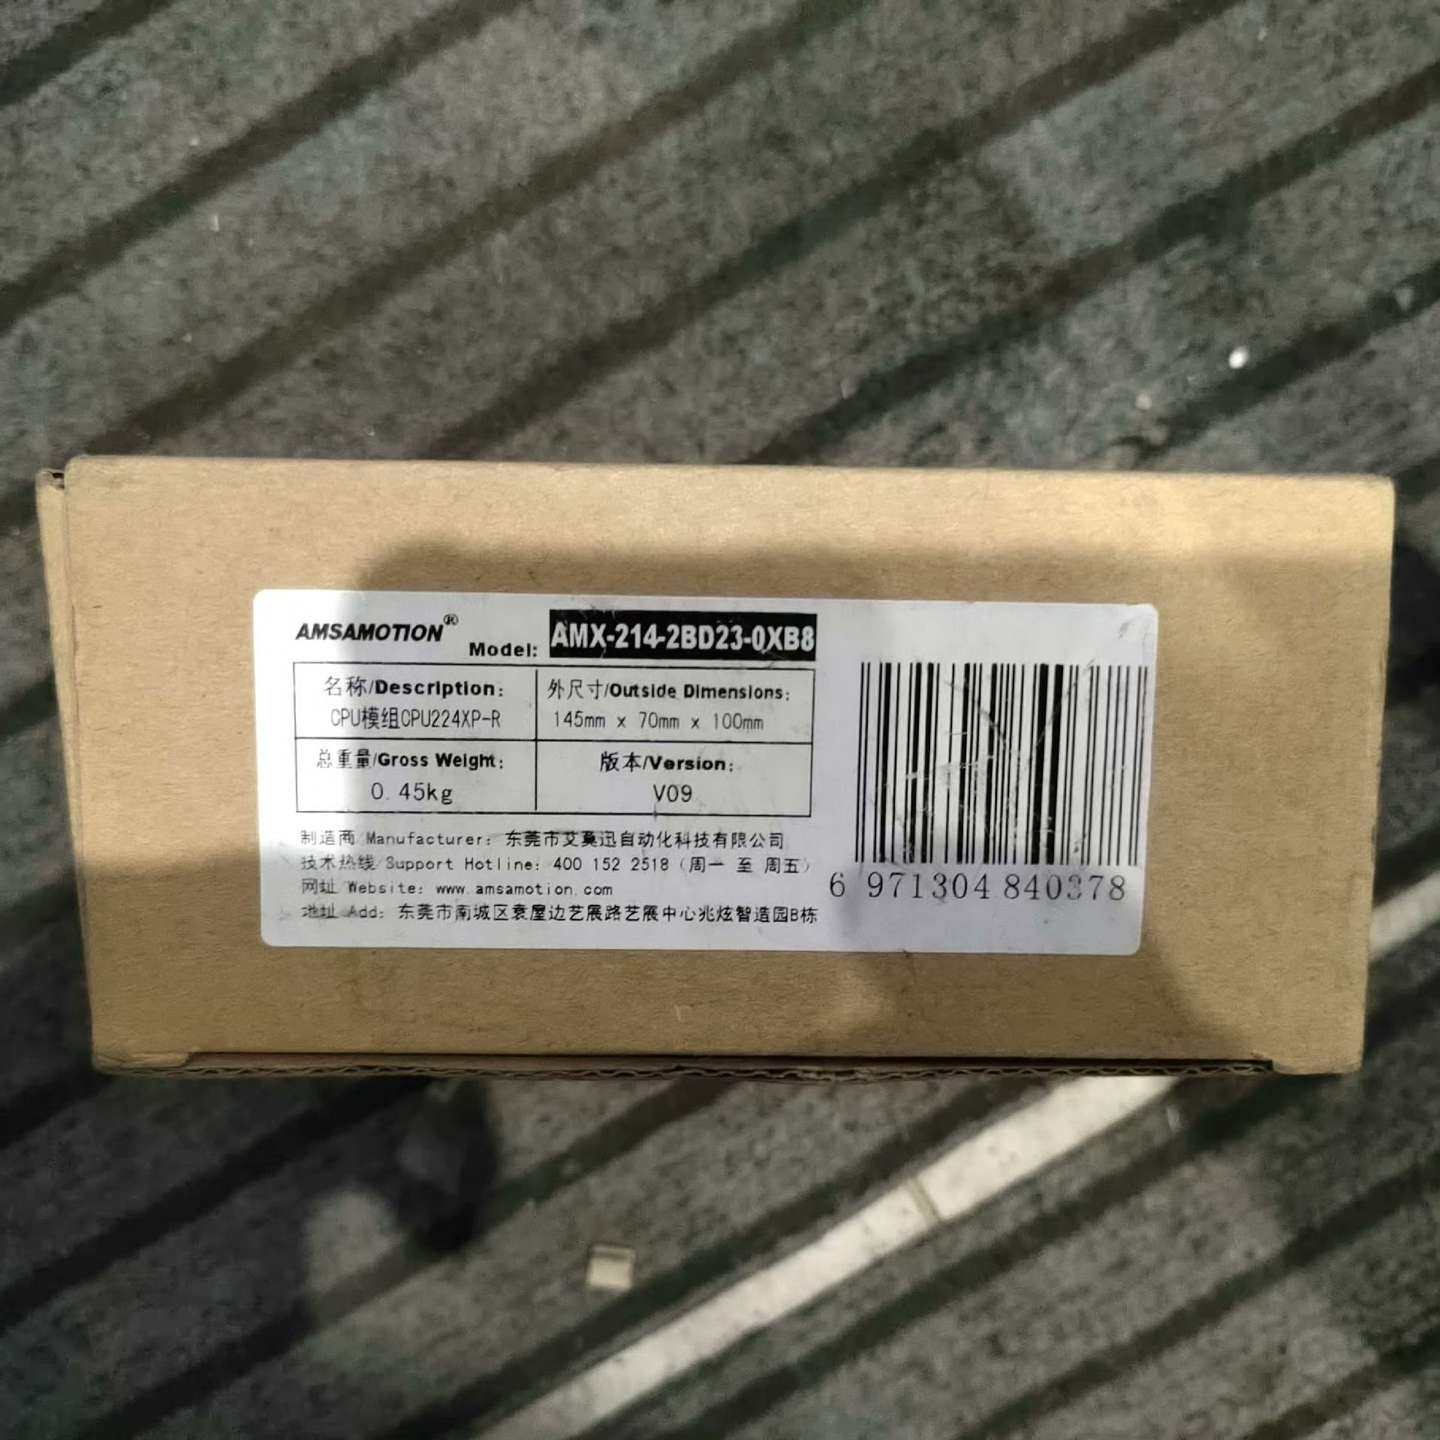 AMSAMOTION®
Model: AMX-214-2BD23-0XB8
名称/Description:
CPU模组CPU224XP-R
外尺寸/Outside Dimensions:
145mm x 70mm x 100mm
总重量/Gross Weight:
0.45kg
版本/Version:
V09
制造商/Manufacturer: 东莞市艾莫迅自动化科技有限公司
技术热线/Support Hotline: 400 152 2518 (周一 至 周五)
网址/Website: www.amsamotion.com
地址/Add: 东莞市南城区袁屋边艺展路艺展中心兆炫智造园B栋
6 971304 840378